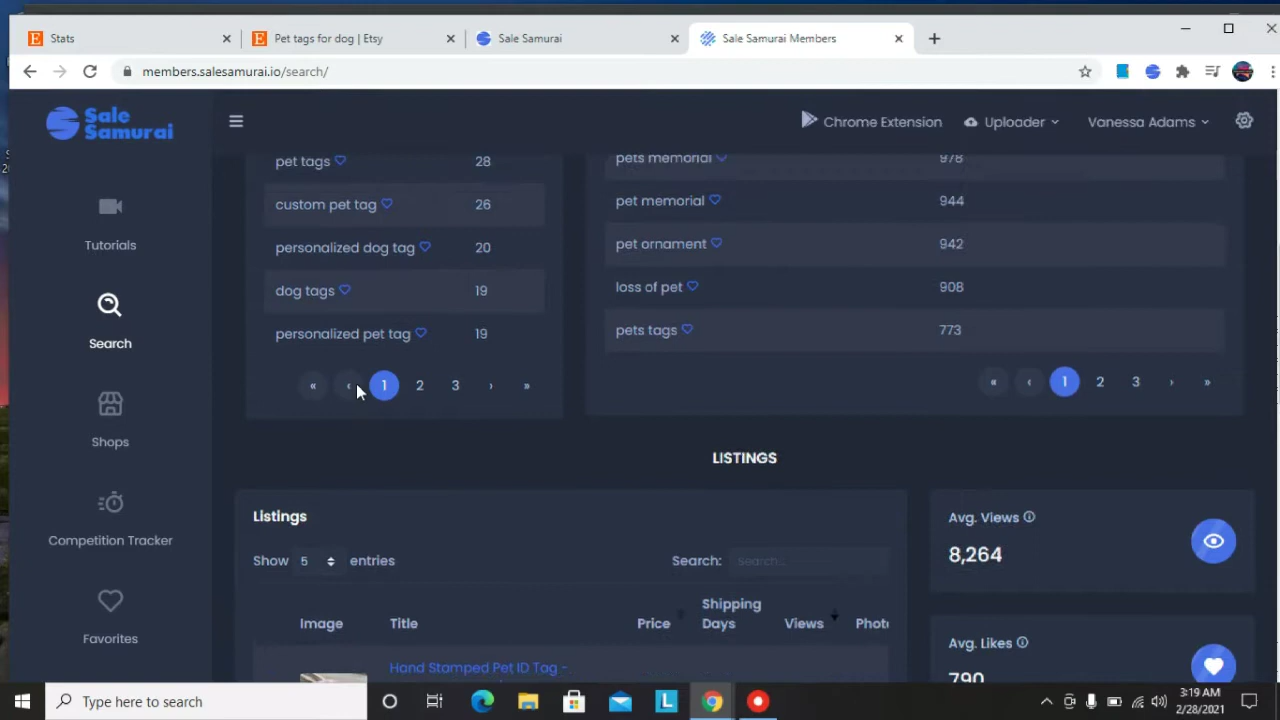 Stats
Pet tags for dog | Etsy
Sale Samurai
Sale Samurai Members
members.salesamurai.io/search/
Sale Samurai
Chrome Extension
Uploader
Vanessa Adams
Tutorials
Search
Shops
Competition Tracker
Favorites
pet tags 28
custom pet tag 26
personalized dog tag 20
dog tags 19
personalized pet tag 19
« ‹ 1 2 3 › »
pets memorial 978
pet memorial 944
pet ornament 942
loss of pet 908
pets tags 773
« ‹ 1 2 3 › »
LISTINGS
Listings
Show 5 entries
Search: Search...
Image Title Price Shipping Days Views Phot
Hand Stamped Pet ID Tag -
Avg. Views
8,264
Avg. Likes
790
Type here to search
L
3:19 AM
2/28/2021